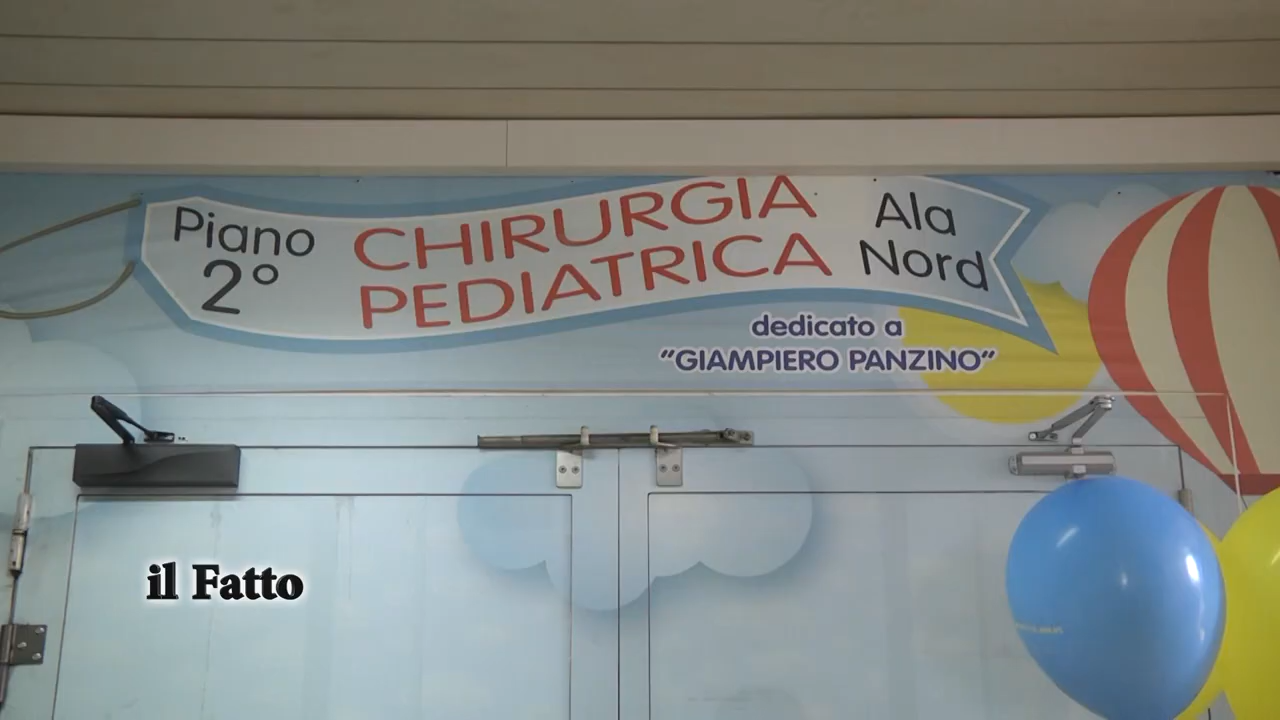 Piano
2°
CHIRURGIA
PEDIATRICA
Ala
Nord
dedicato a
"GIAMPIERO PANZINO"
il Fatto